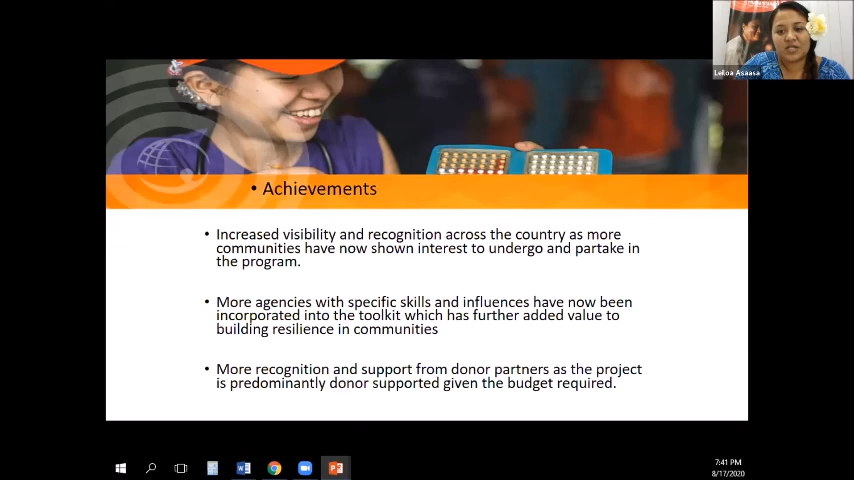 Leiloa Asaasa
• Achievements
• Increased visibility and recognition across the country as more
communities have now shown interest to undergo and partake in
the program.
• More agencies with specific skills and influences have now been
incorporated into the toolkit which has further added value to
building resilience in communities
• More recognition and support from donor partners as the project
is predominantly donor supported given the budget required.
7:41 PM
8/17/2020